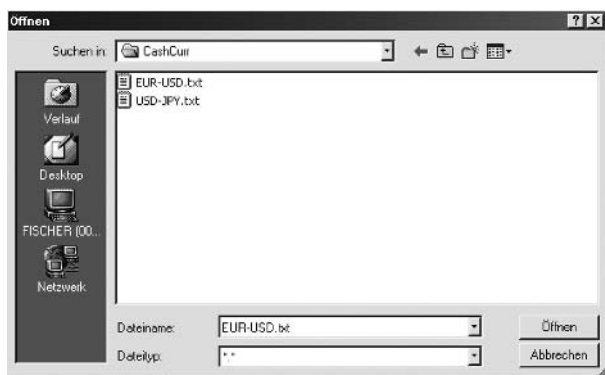 Öffnen
Suchen in:
CashCurr
EUR-USD.txt
USD-JPY.txt
Verlauf
Desktop
FISCHER (00...
Netzwerk
Dateiname:
EUR-USD.txt
Öffnen
Dateityp:
*.*
Abbrechen